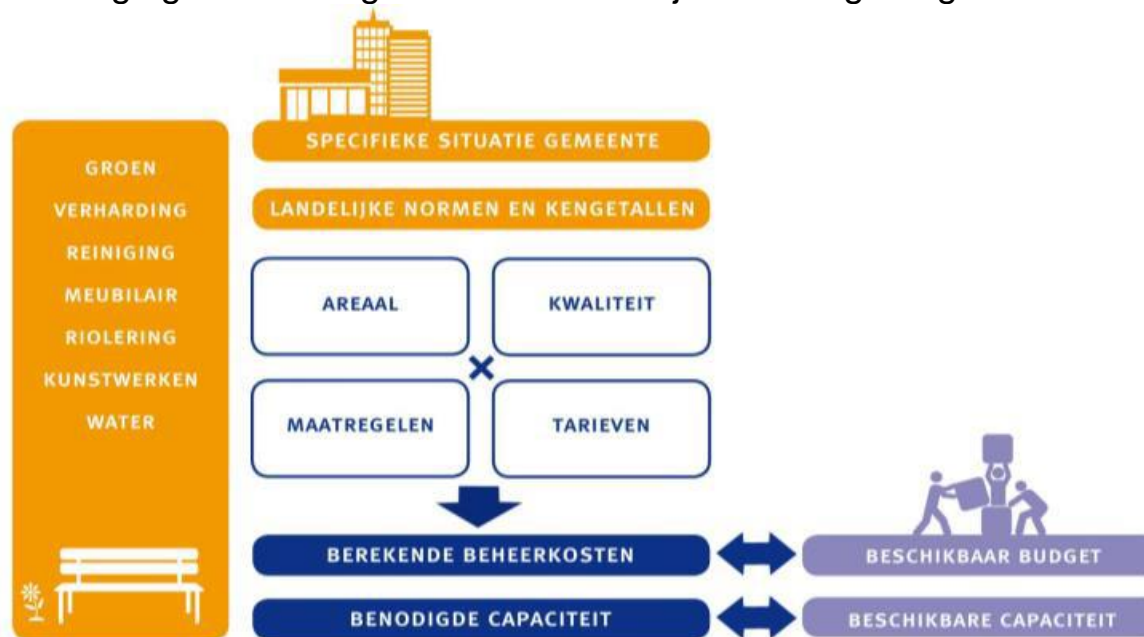 GROEN
VERHARDING
REINIGING
MEUBILAIR
RIOLERING
KUNSTWERKEN
WATER
SPECIFIEKE SITUATIE GEMEENTE
LANDELIJKE NORMEN EN KENGETALLEN
AREAAL
KWALITEIT
×
MAATREGELEN
TARIEVEN
BEREKENDE BEHEERKOSTEN
BESCHIKBAAR BUDGET
BENODIGDE CAPACITEIT
BESCHIKBARE CAPACITEIT